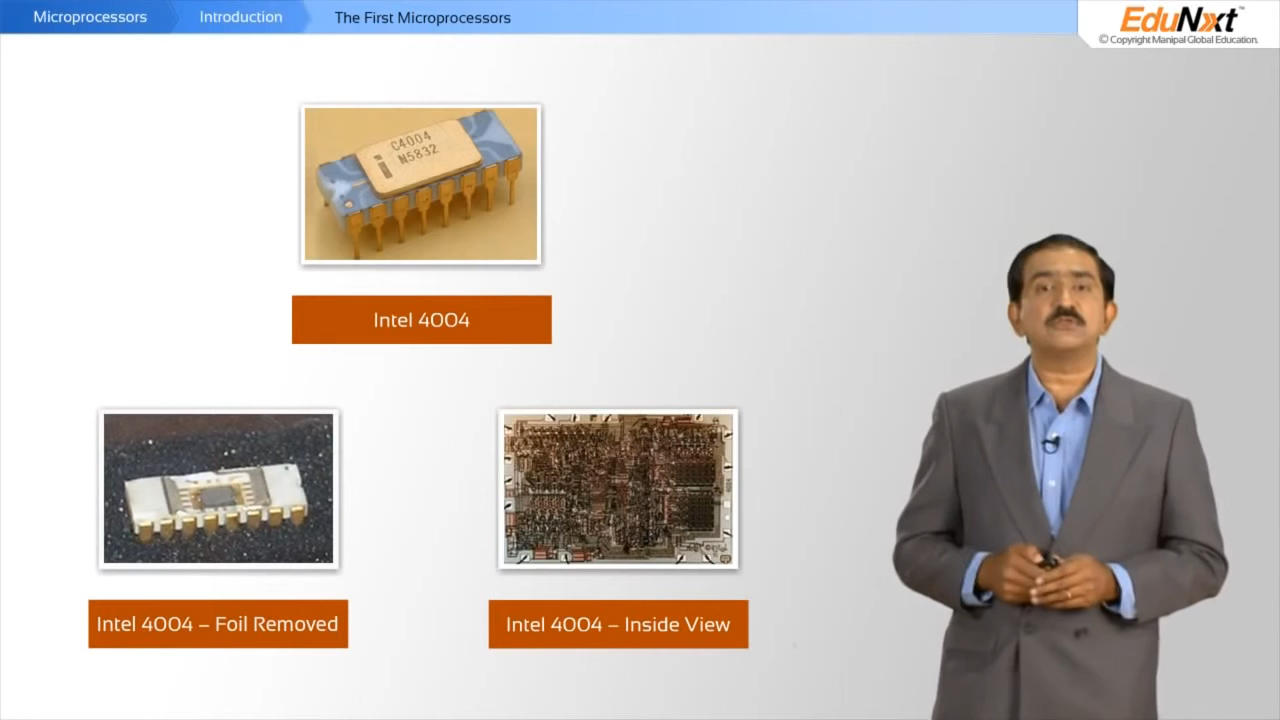 Microprocessors
Introduction
The First Microprocessors
EduNxt™
© Copyright Manipal Global Education.
C4004
N5832
Intel 4004
Intel 4004 – Foil Removed
Intel 4004 – Inside View